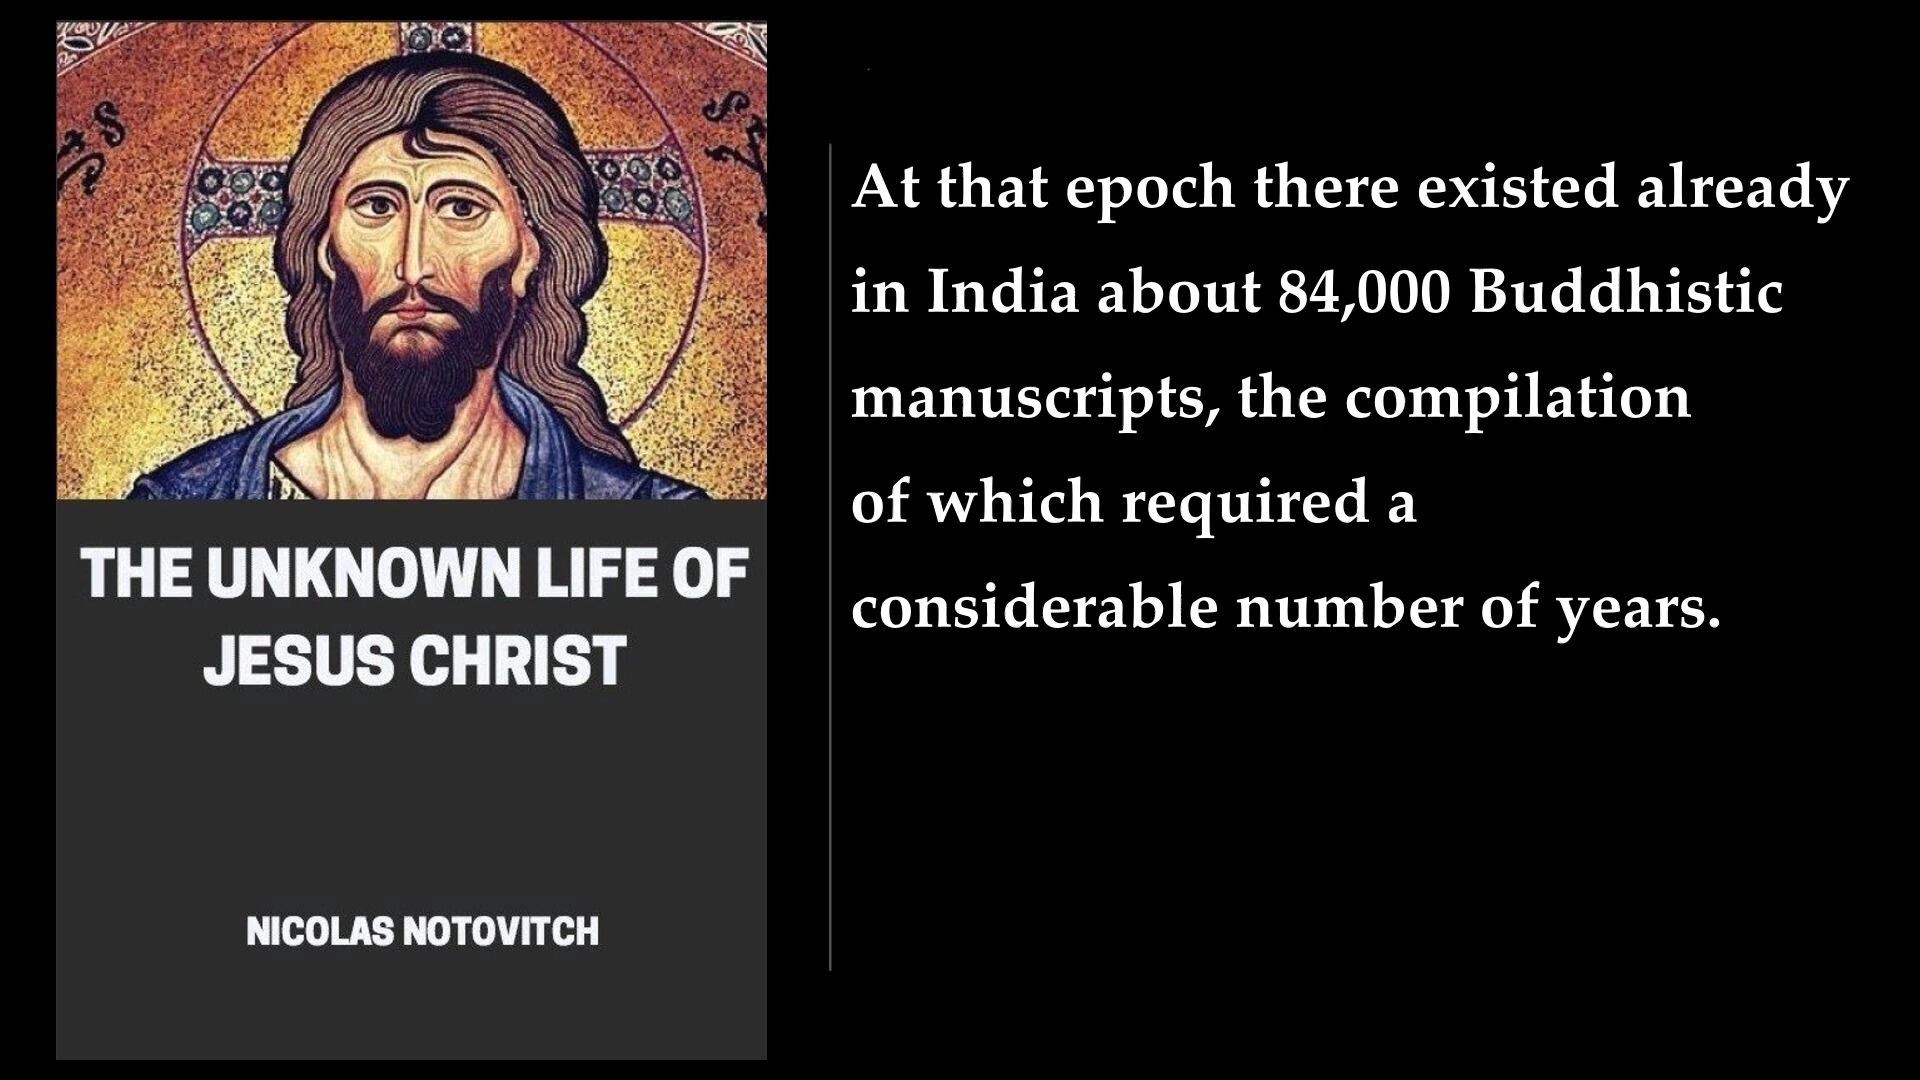 THE UNKNOWN LIFE OF
JESUS CHRIST
NICOLAS NOTOVITCH
At that epoch there existed already
in India about 84,000 Buddhistic
manuscripts, the compilation
of which required a
considerable number of years.